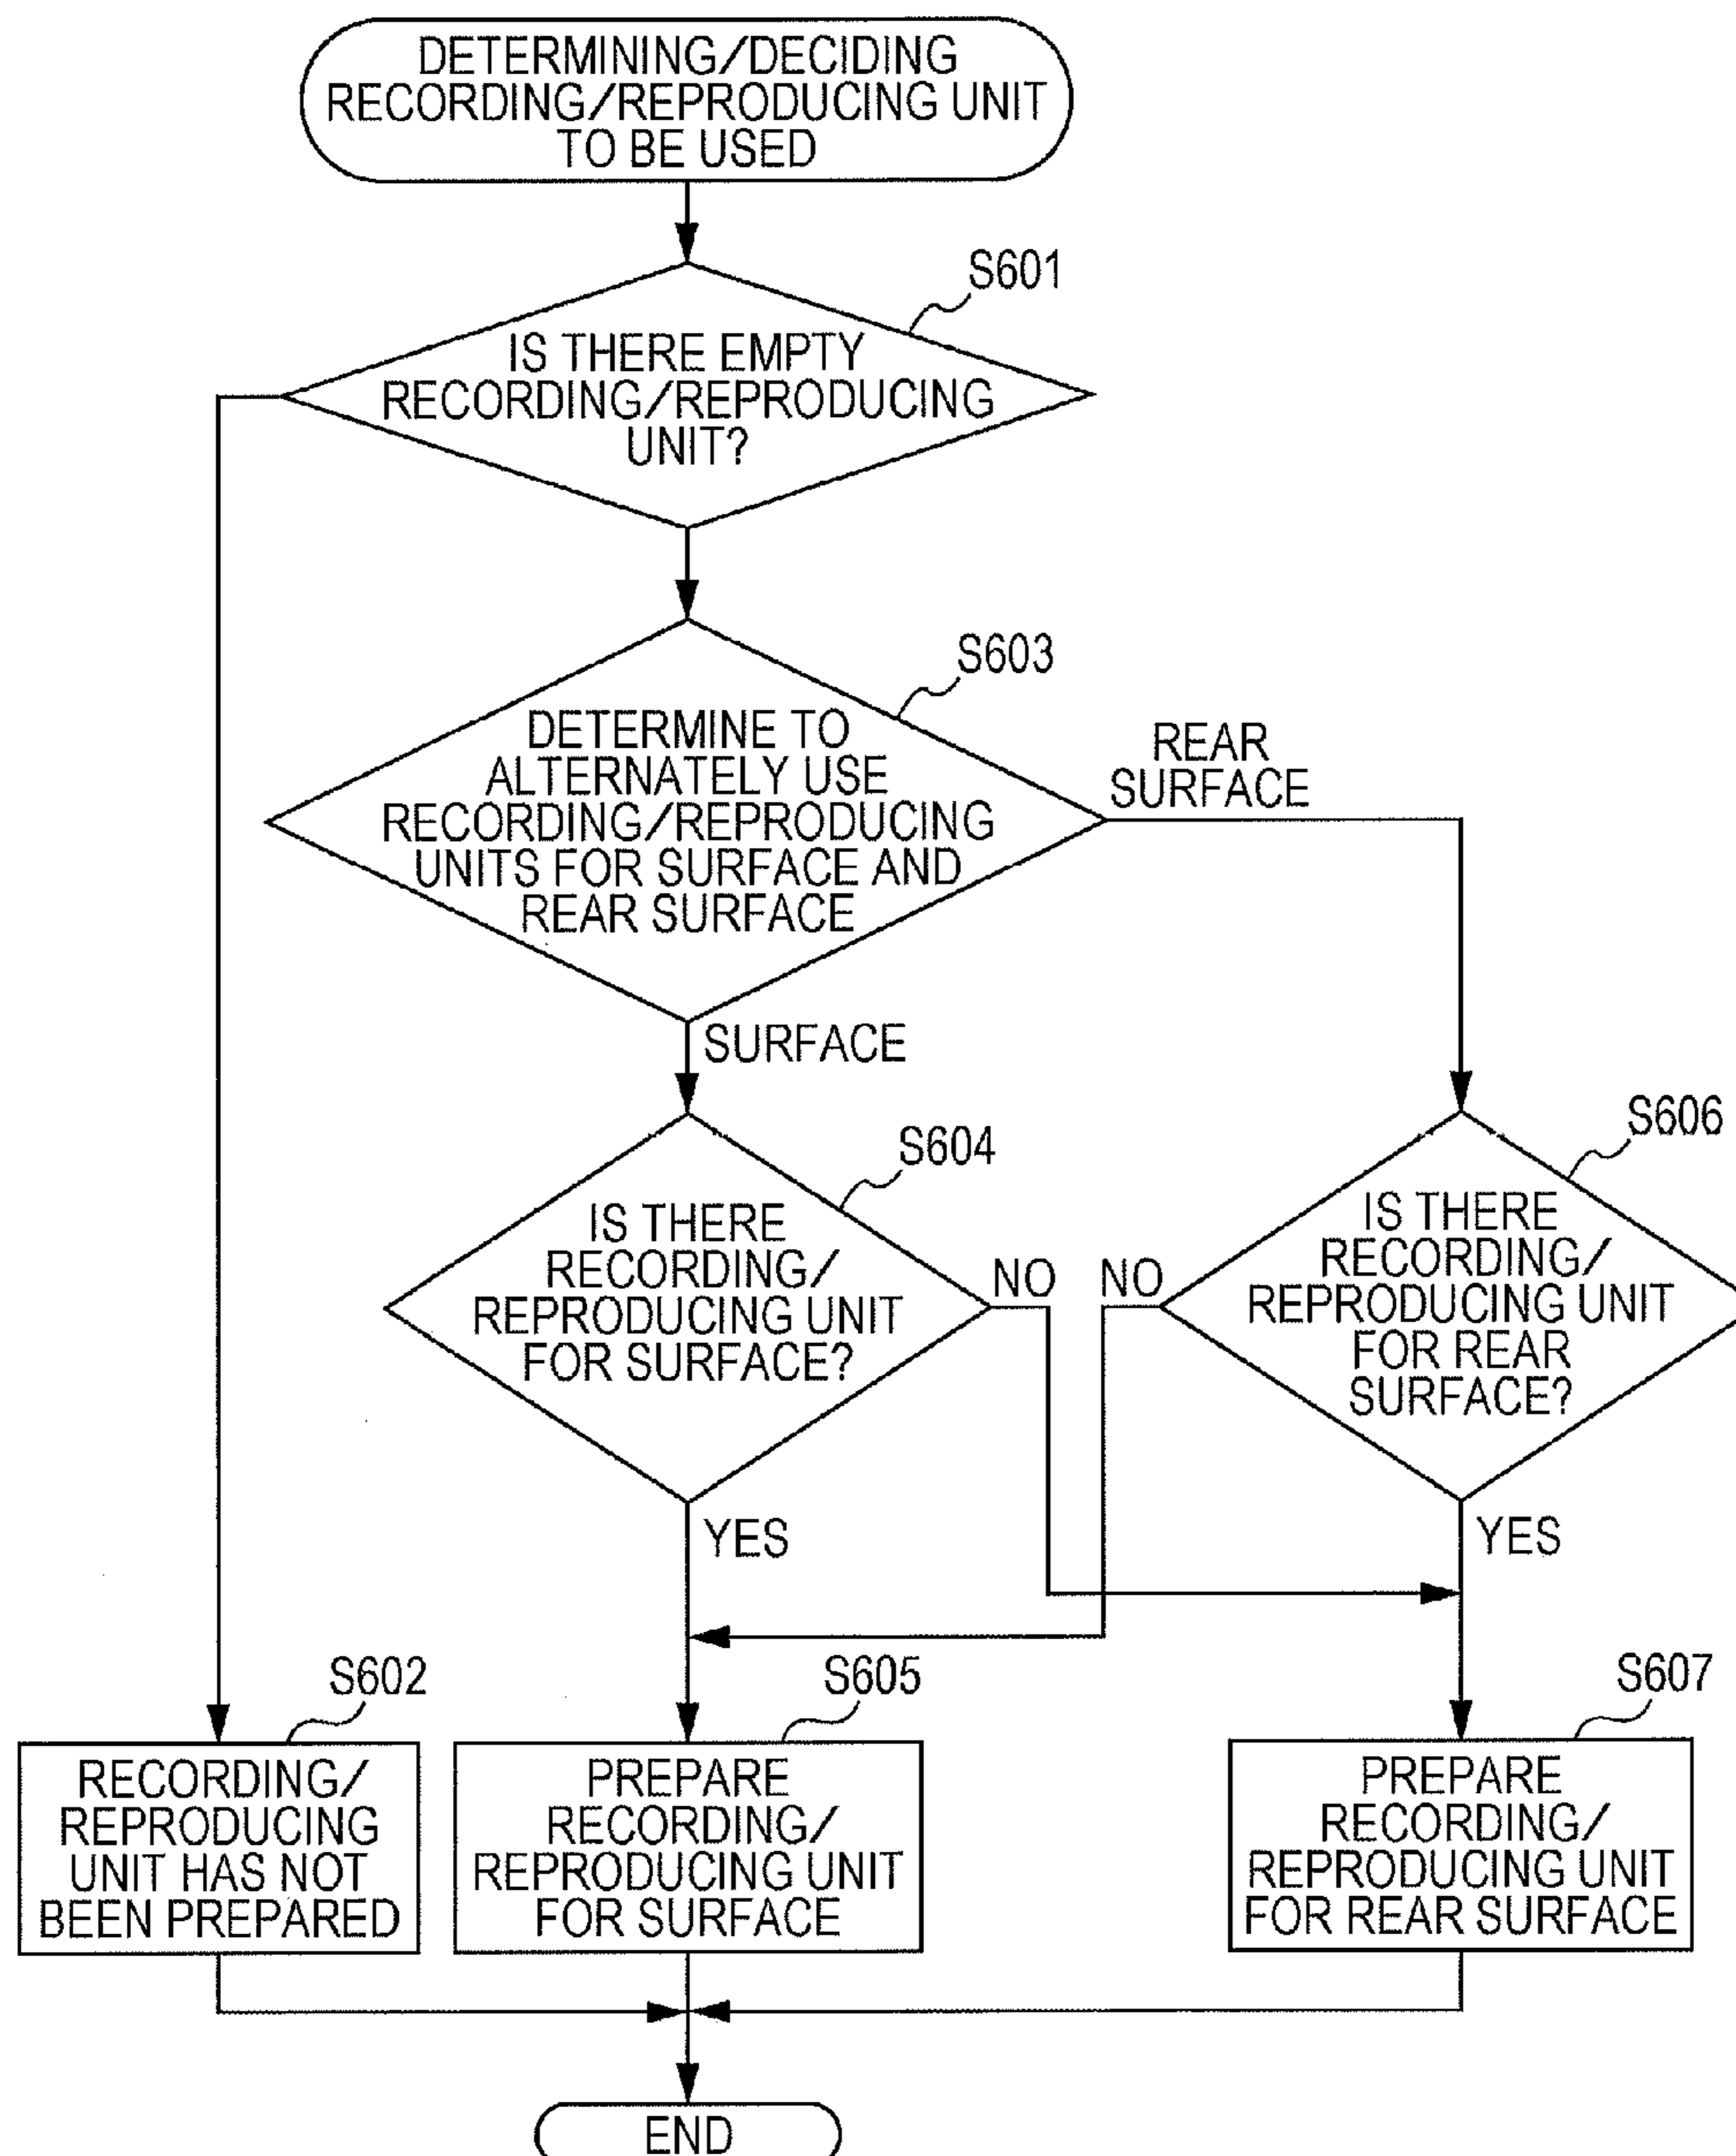 DETERMINING/DECIDING
RECORDING/REPRODUCING UNIT
TO BE USED
S601
IS THERE EMPTY
RECORDING/REPRODUCING
UNIT?
S603
DETERMINE TO
ALTERNATELY USE
RECORDING/REPRODUCING
UNITS FOR SURFACE AND
REAR SURFACE
REAR
SURFACE
SURFACE
S604
IS THERE
RECORDING/
REPRODUCING UNIT
FOR SURFACE?
NO
YES
S606
IS THERE
RECORDING/
REPRODUCING UNIT
FOR REAR
SURFACE?
NO
YES
S602
RECORDING/
REPRODUCING
UNIT HAS NOT
BEEN PREPARED
S605
PREPARE
RECORDING/
REPRODUCING UNIT
FOR SURFACE
S607
PREPARE
RECORDING/
REPRODUCING UNIT
FOR REAR SURFACE
END